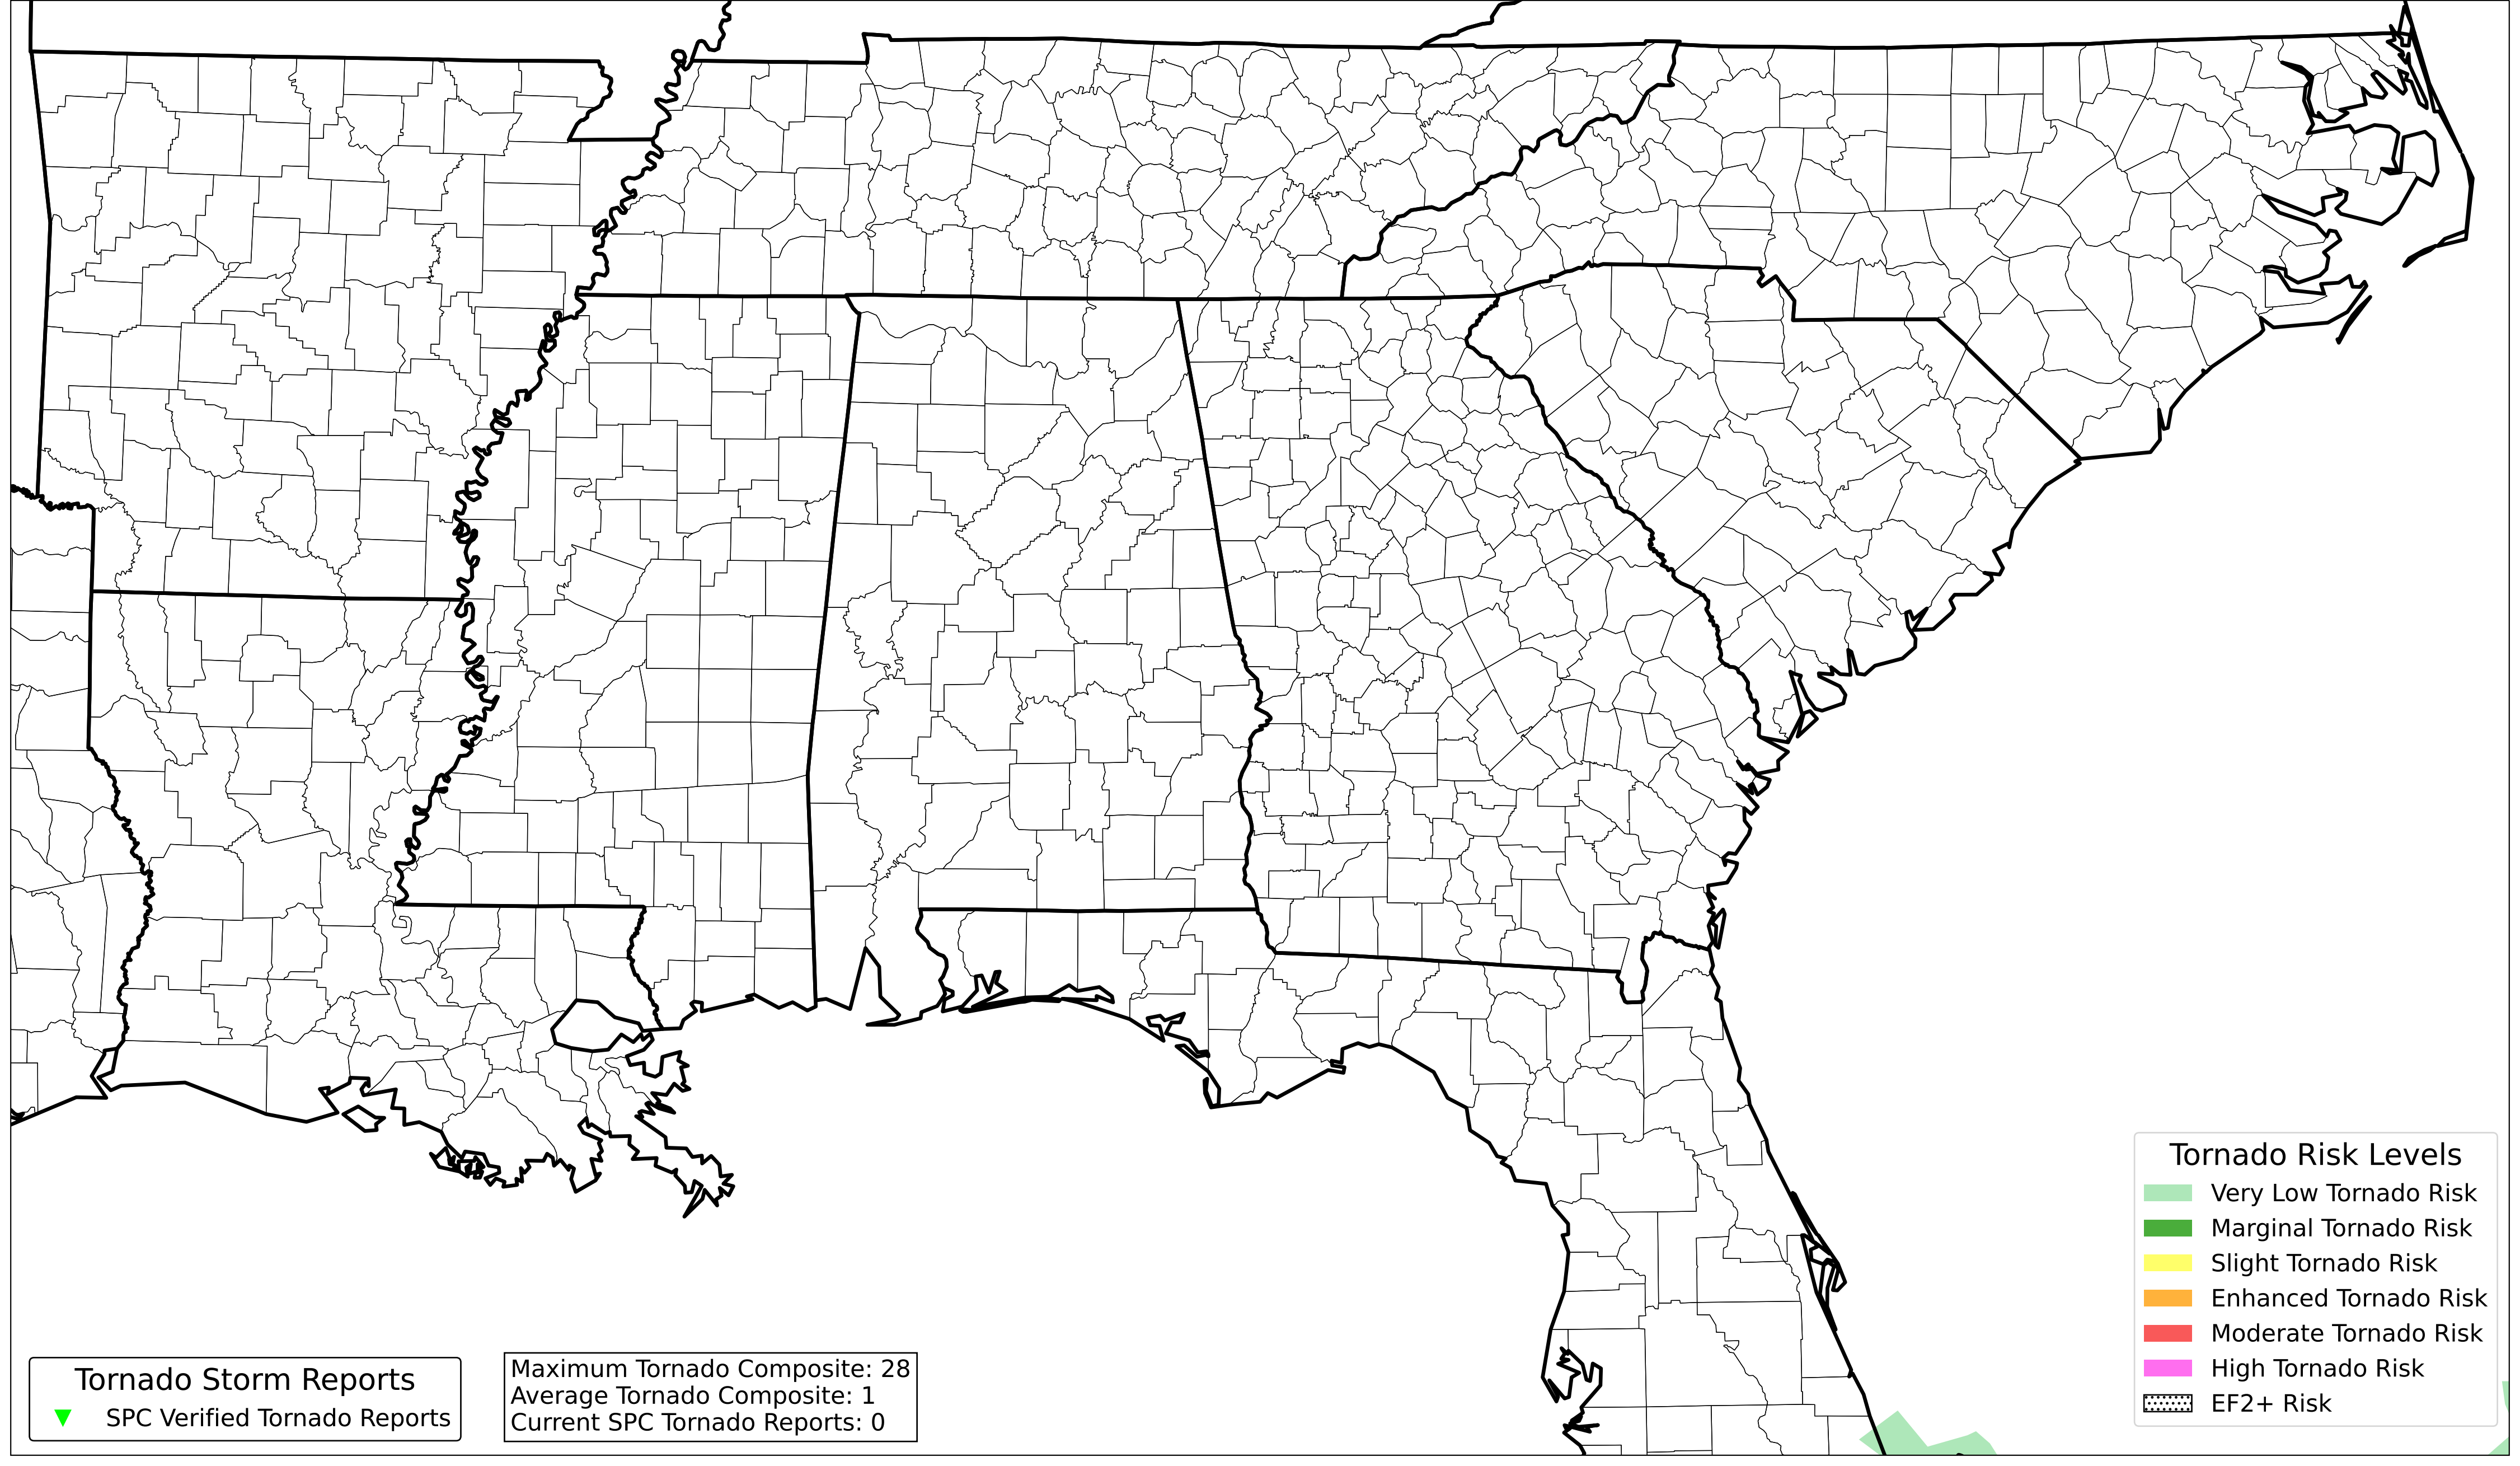 Tornado Risk Levels
Very Low Tornado Risk
Marginal Tornado Risk
Slight Tornado Risk
Enhanced Tornado Risk
Moderate Tornado Risk
High Tornado Risk
EF2+ Risk
Tornado Storm Reports
SPC Verified Tornado Reports
Maximum Tornado Composite: 28
Average Tornado Composite: 1
Current SPC Tornado Reports: 0